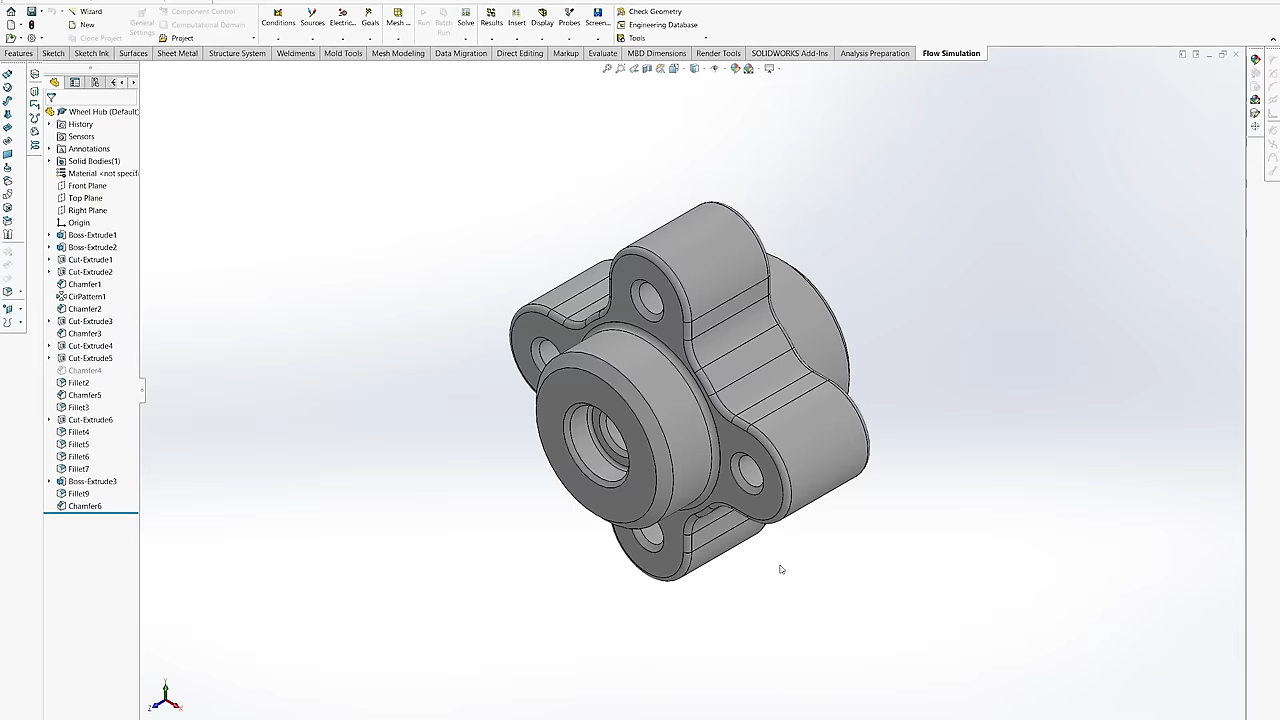 Wizard
New
Clone Project
General Settings
Component Control
Computational Domain
Project
Conditions Sources Electric... Goals Mesh... Run Batch Run Solve Results Insert Display Probes Screen...
Check Geometry
Engineering Database
Tools
Features Sketch Sketch Ink Surfaces Sheet Metal Structure System Weldments Mold Tools Mesh Modeling Data Migration Direct Editing Markup Evaluate MBD Dimensions Render Tools SOLIDWORKS Add-Ins Analysis Preparation Flow Simulation
Wheel Hub (Default)
History
Sensors
Annotations
Solid Bodies(1)
Material <not specif
Front Plane
Top Plane
Right Plane
Origin
Boss-Extrude1
Boss-Extrude2
Cut-Extrude1
Cut-Extrude2
Chamfer1
CirPattern1
Chamfer2
Cut-Extrude3
Chamfer3
Cut-Extrude4
Cut-Extrude5
Chamfer4
Fillet2
Chamfer5
Fillet3
Cut-Extrude6
Fillet4
Fillet5
Fillet6
Fillet7
Boss-Extrude3
Fillet9
Chamfer6